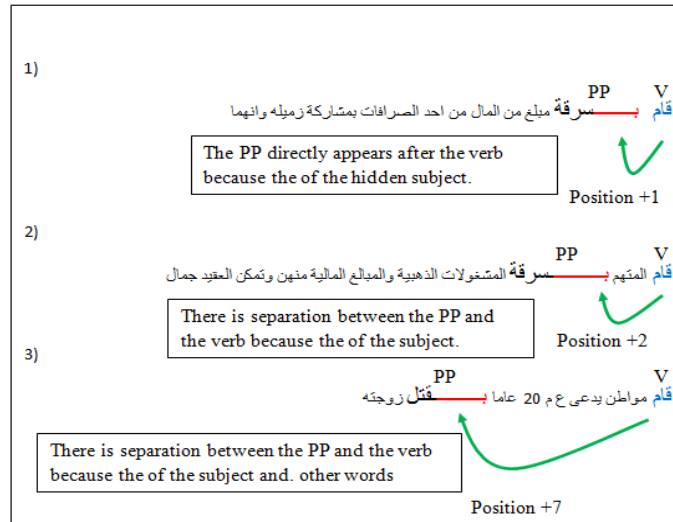 1)
PP V
قام بـــــسرقة مبلغ من المال من احد الصرافات بمشاركة زميله وانهما
The PP directly appears after the verb
because the of the hidden subject.
Position +1
2)
PP V
قام المتهم بـــــسرقة المشغولات الذهبية والمبالغ المالية منهن وتمكن العقيد جمال
There is separation between the PP and
the verb because the of the subject.
Position +2
3)
PP V
قام مواطن يدعى ع م 20 عاما بـــــقتل زوجته
There is separation between the PP and the verb
because the of the subject and. other words
Position +7